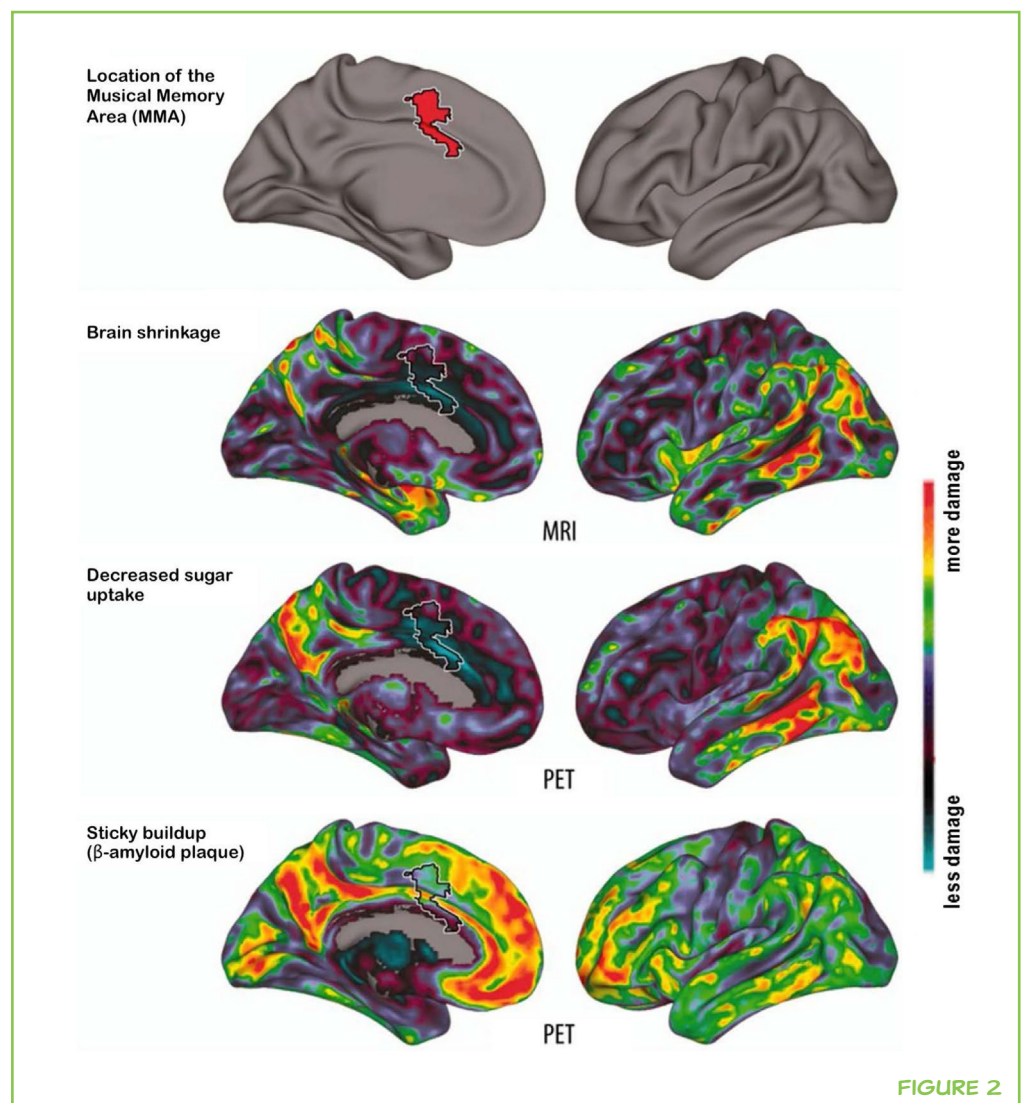 Location of the
Musical Memory
Area (MMA)
Brain shrinkage
MRI
Decreased sugar
uptake
PET
more damage
less damage
Sticky buildup
(β-amyloid plaque)
PET
FIGURE 2